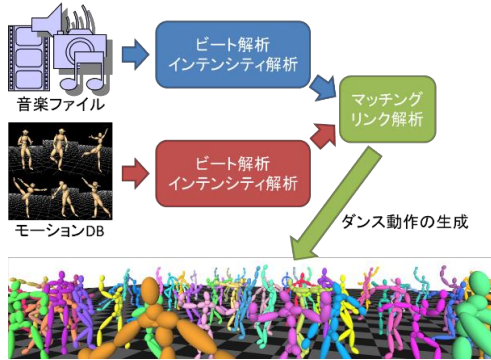 ビート解析
インテンシティ解析
音楽ファイル
マッチング
リンク解析
ビート解析
インテンシティ解析
モーションDB
ダンス動作の生成